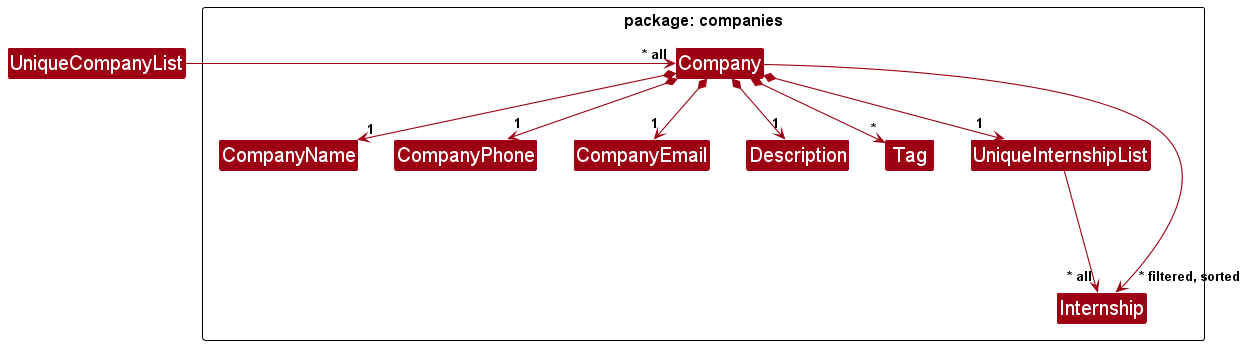 package: companies
UniqueCompanyList
* all
Company
1
1
1
1
*
1
CompanyName
CompanyPhone
CompanyEmail
Description
Tag
UniqueInternshipList
* all
* filtered, sorted
Internship